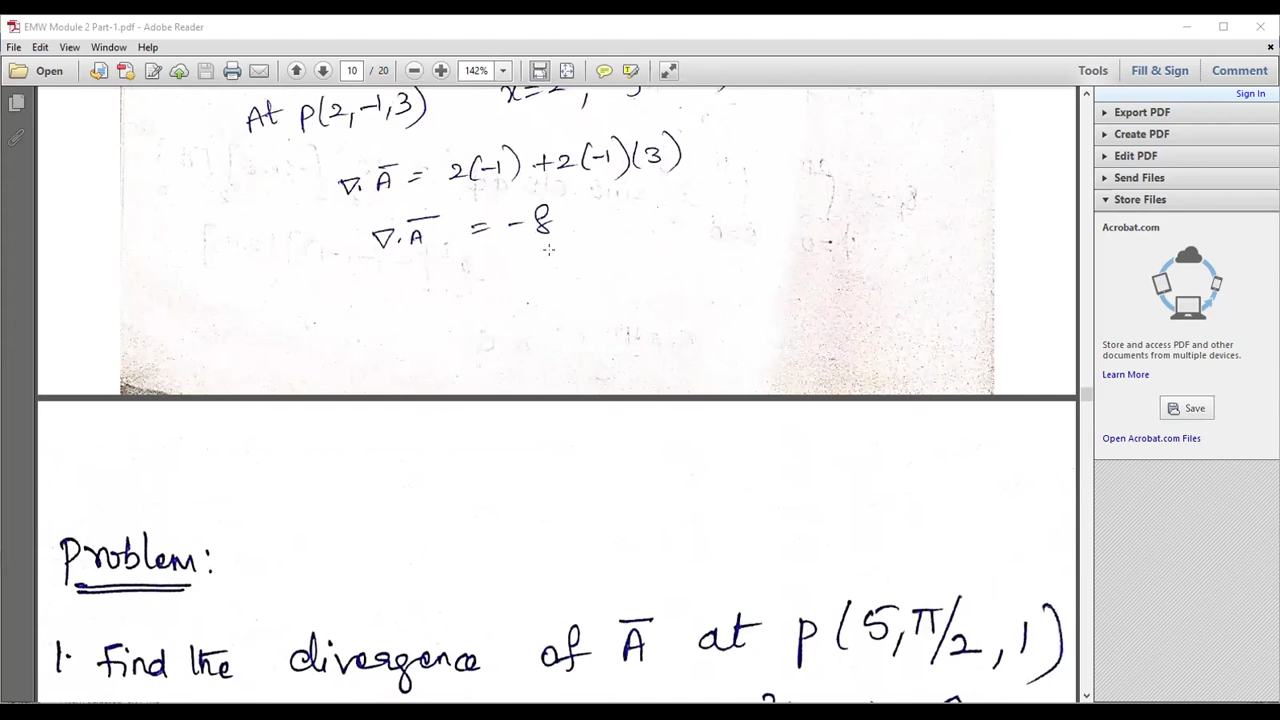 EMW Module 2 Part-1.pdf - Adobe Reader
File Edit View Window Help
Open 10 / 20 142% Tools Fill & Sign Comment
Sign In
At P(2,-1,3) x=2 ,
∇. A̅ = 2(-1) +2(-1)(3)
∇. A̅ = -8
Problem:
1. Find the divergence of A̅ at P(5,π/2,1)
Export PDF
Create PDF
Edit PDF
Send Files
Store Files
Acrobat.com
Store and access PDF and other
documents from multiple devices.
Learn More
Save
Open Acrobat.com Files